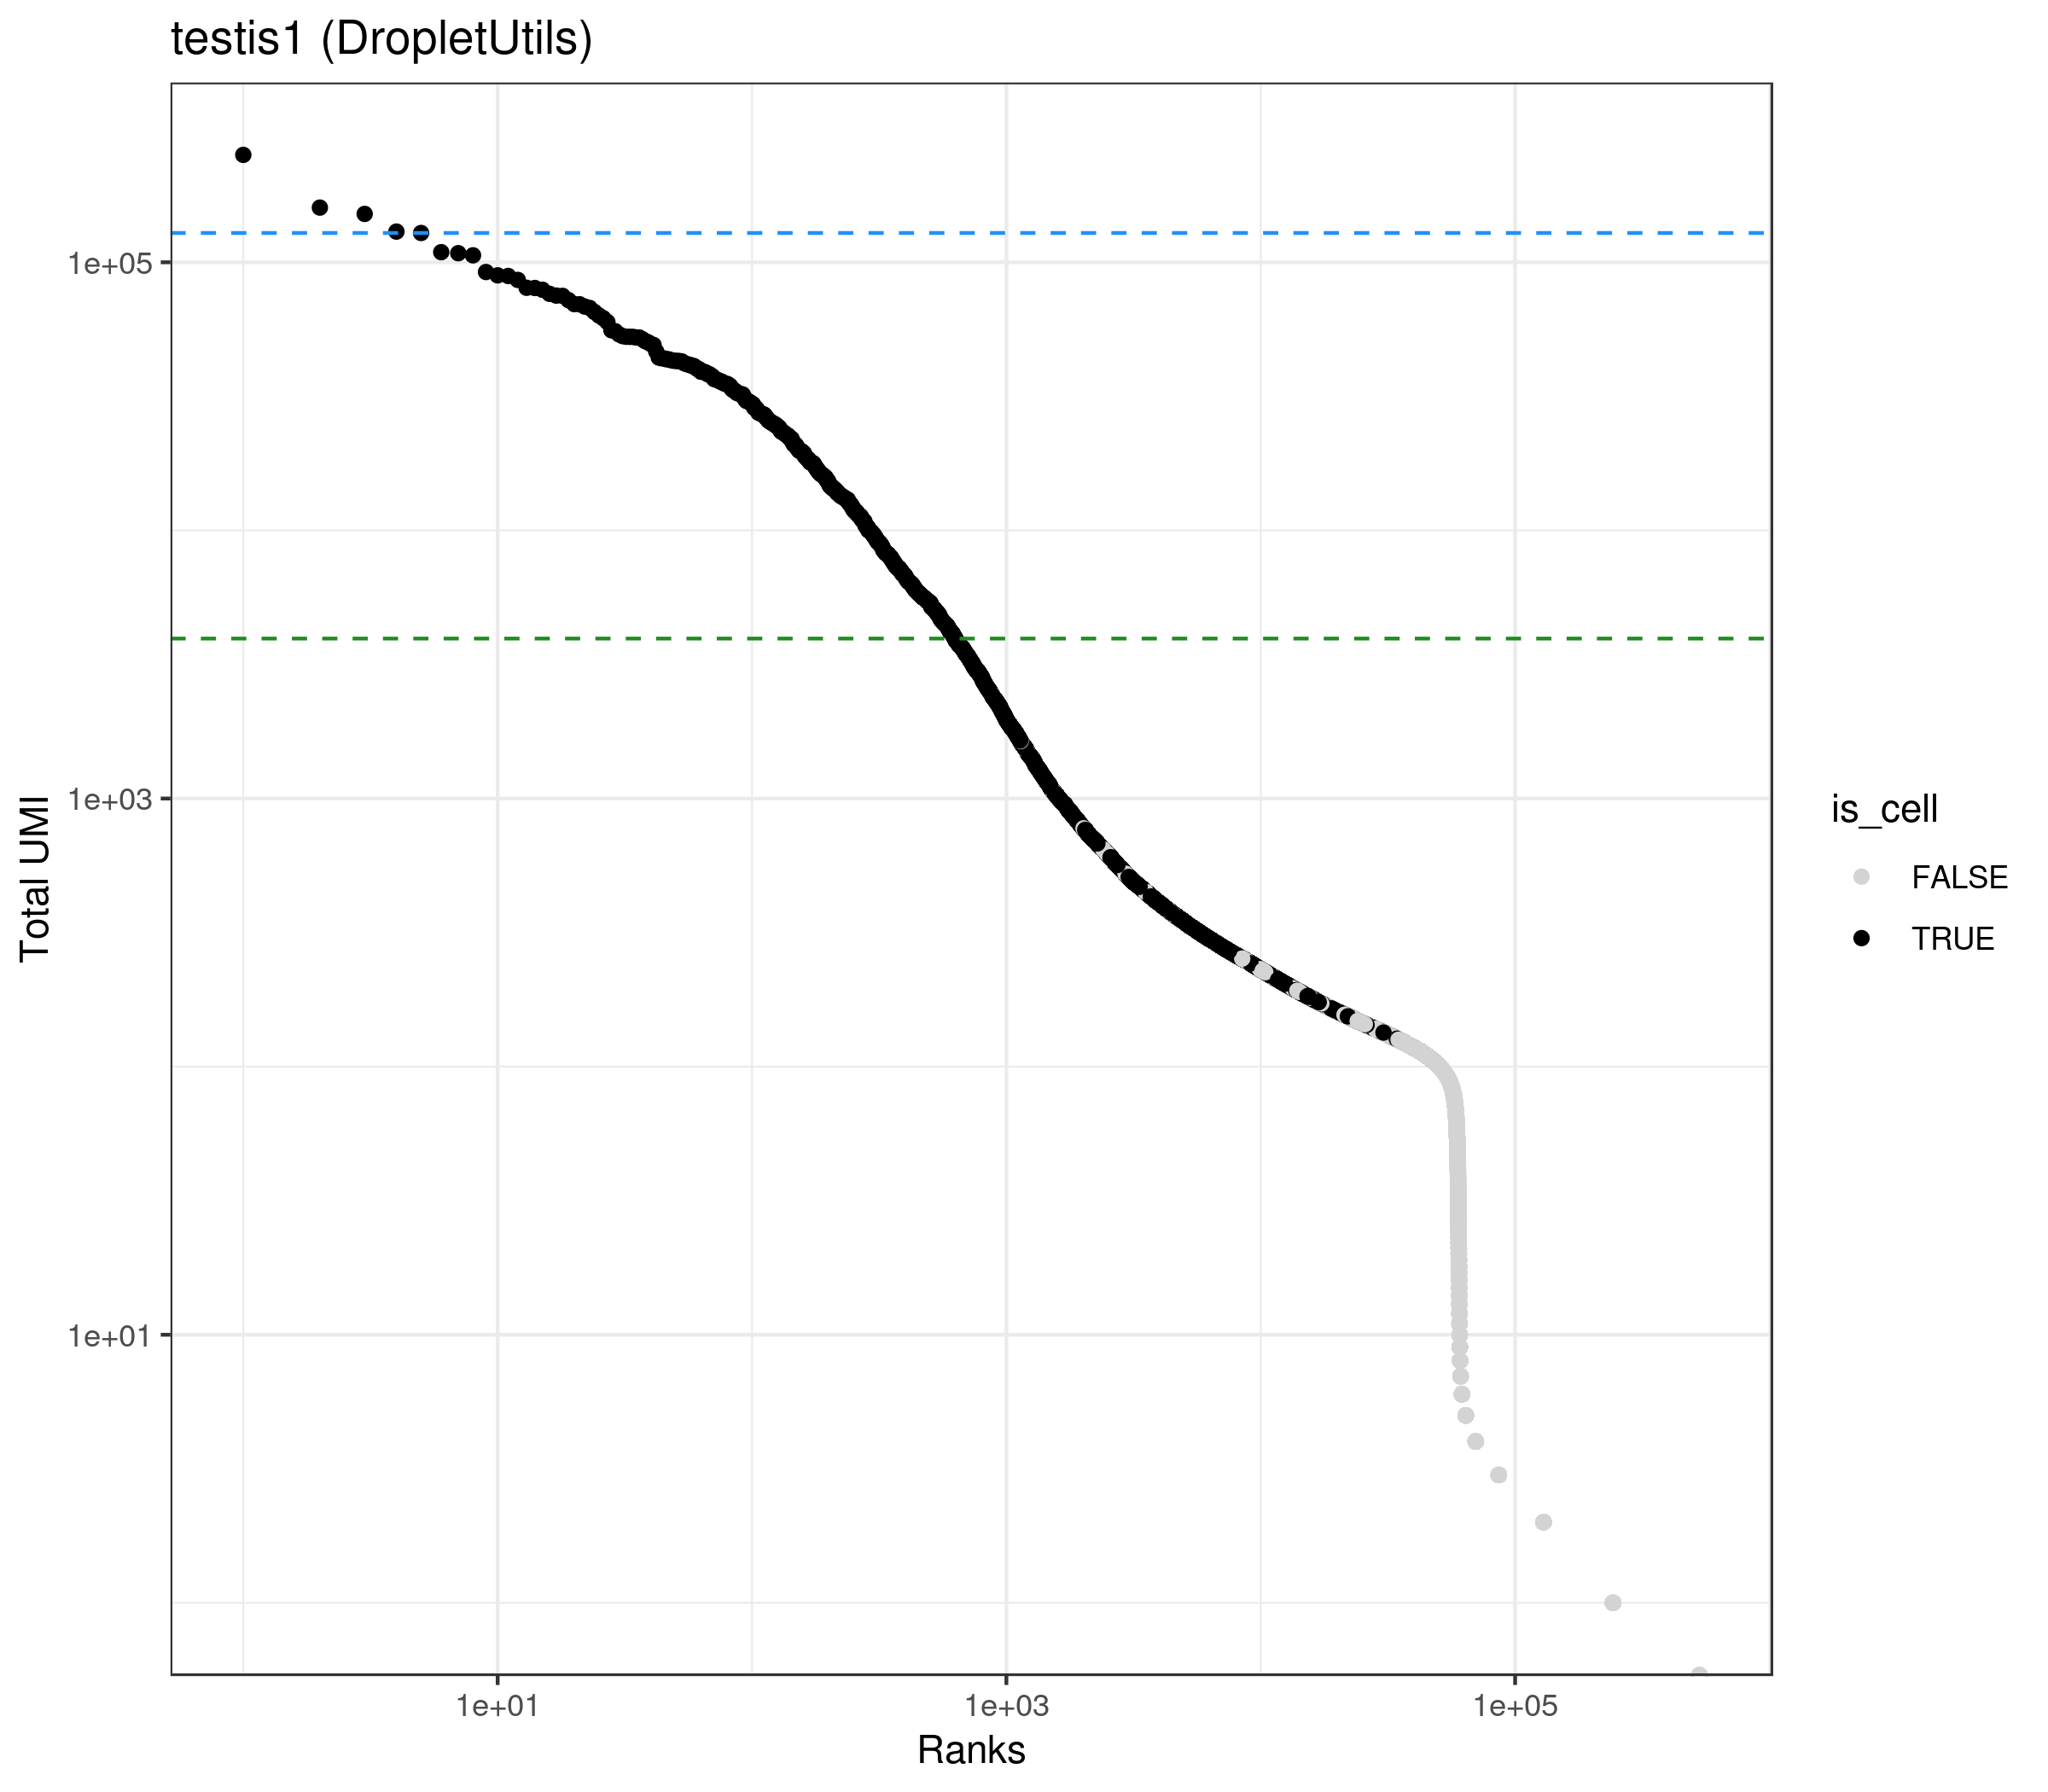 testis1 (DropletUtils)
Total UMI
1e+05
1e+03
1e+01
1e+01
1e+03
1e+05
Ranks
is_cell
FALSE
TRUE